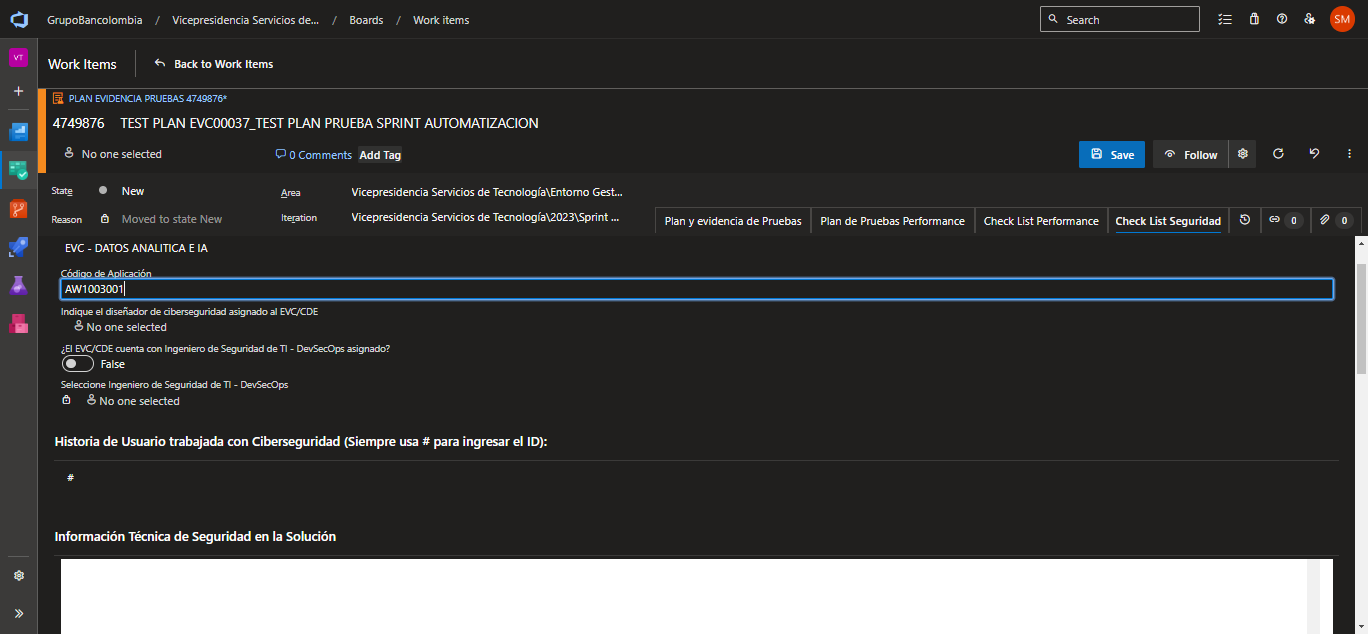 GrupoBancolombia / Vicepresidencia Servicios de... / Boards / Work items
Search
SM
VT
Work Items
Back to Work Items
PLAN EVIDENCIA PRUEBAS 4749876*
4749876 TEST PLAN EVC00037_TEST PLAN PRUEBA SPRINT AUTOMATIZACION
No one selected
0 Comments
Add Tag
Save
Follow
State New
Area Vicepresidencia Servicios de Tecnología\Entorno Gest...
Reason Moved to state New
Iteration Vicepresidencia Servicios de Tecnología\2023\Sprint ...
Plan y evidencia de Pruebas
Plan de Pruebas Performance
Check List Performance
Check List Seguridad
0
0
EVC - DATOS ANALITICA E IA
Código de Aplicación
AW1003001
Indique el diseñador de ciberseguridad asignado al EVC/CDE
No one selected
¿El EVC/CDE cuenta con Ingeniero de Seguridad de TI - DevSecOps asignado?
False
Seleccione Ingeniero de Seguridad de TI - DevSecOps
No one selected
Historia de Usuario trabajada con Ciberseguridad (Siempre usa # para ingresar el ID):
#
Información Técnica de Seguridad en la Solución